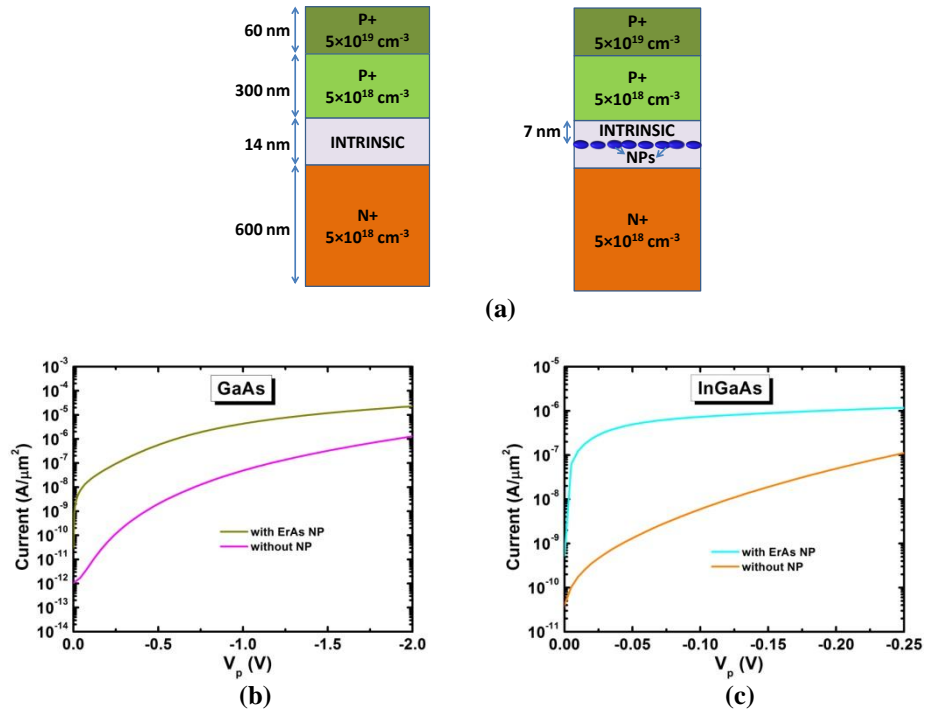 60 nm
P+
5×10¹⁹ cm⁻³
300 nm
P+
5×10¹⁸ cm⁻³
14 nm
INTRINSIC
600 nm
N+
5×10¹⁸ cm⁻³
P+
5×10¹⁹ cm⁻³
P+
5×10¹⁸ cm⁻³
7 nm
INTRINSIC
NPs
N+
5×10¹⁸ cm⁻³
(a)
GaAs
Current (A/μm²)
10⁻³
10⁻⁴
10⁻⁵
10⁻⁶
10⁻⁷
10⁻⁸
10⁻⁹
10⁻¹⁰
10⁻¹¹
10⁻¹²
10⁻¹³
10⁻¹⁴
with ErAs NP
without NP
0.0 -0.5 -1.0 -1.5 -2.0
Vₚ (V)
(b)
InGaAs
Current (A/μm²)
10⁻⁵
10⁻⁶
10⁻⁷
10⁻⁸
10⁻⁹
10⁻¹⁰
10⁻¹¹
with ErAs NP
without NP
0.00 -0.05 -0.10 -0.15 -0.20 -0.25
Vₚ (V)
(c)